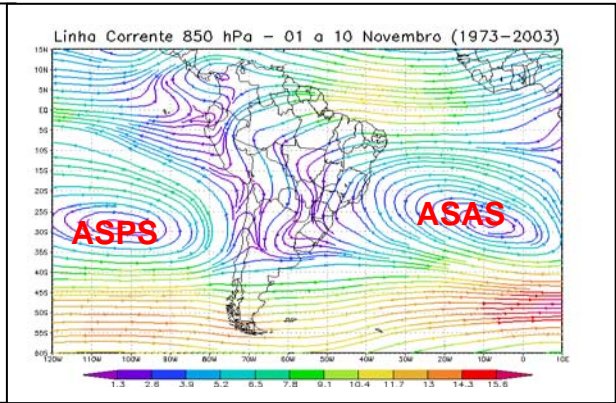 Linha Corrente 850 hPa - 01 a 10 Novembro (1973-2003)
15N
10N
5N
EQ
5S
10S
15S
20S
25S
30S
35S
40S
45S
50S
55S
60S
ASPS
ASAS
120W 110W 100W 90W 80W 70W 60W 50W 40W 30W 20W 10W 0 10E
1.3 2.6 3.9 5.2 6.5 7.8 9.1 10.4 11.7 13 14.3 15.6